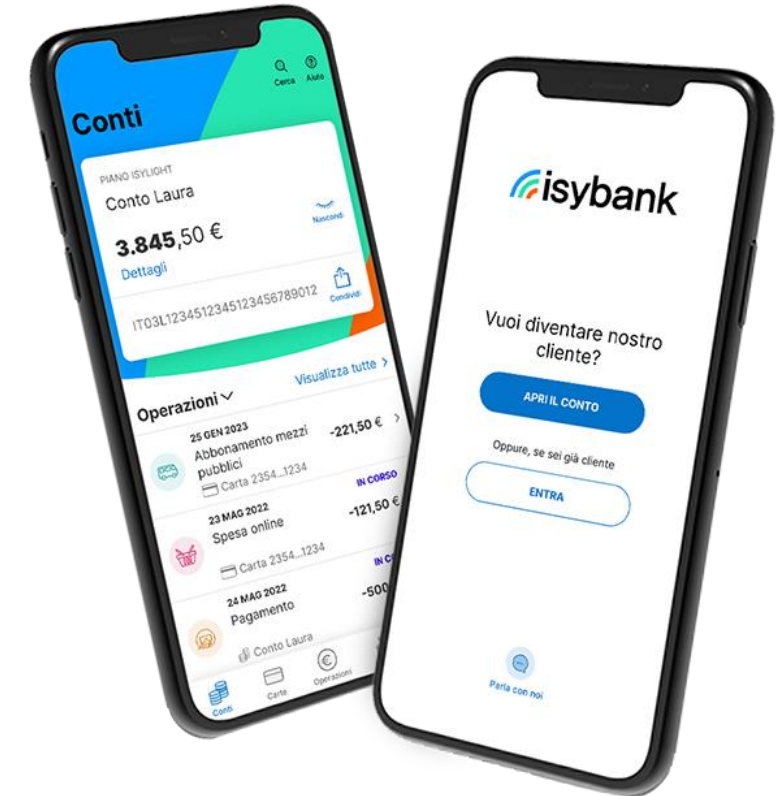 Cerca
Aiuto
Conti
PIANO ISYLIGHT
Conto Laura
3.845,50 €
Nascondi
Dettagli
IT03L1234512345123456789012
Condividi
Operazioni
Visualizza tutte >
25 GEN 2023
Abbonamento mezzi
pubblici
-221,50 €
Carta 2354...1234
IN CORSO
23 MAG 2022
Spesa online
-121,50 €
Carta 2354...1234
24 MAG 2022
Pagamento
-500
Conto Laura
Conti
Carta
Operazioni
isybank
Vuoi diventare nostro
cliente?
APRI IL CONTO
Oppure, se sei già cliente
ENTRA
Parla con noi